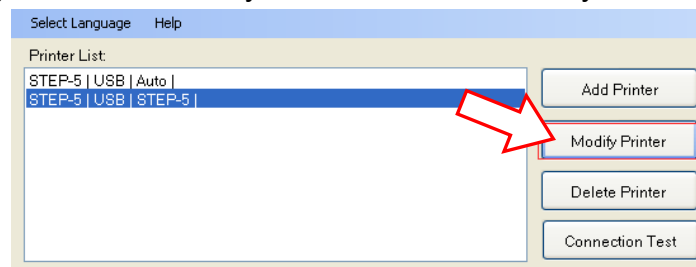 Select Language Help
Printer List:
STEP-5 | USB | Auto |
STEP-5 | USB | STEP-5 |
Add Printer
Modify Printer
Delete Printer
Connection Test